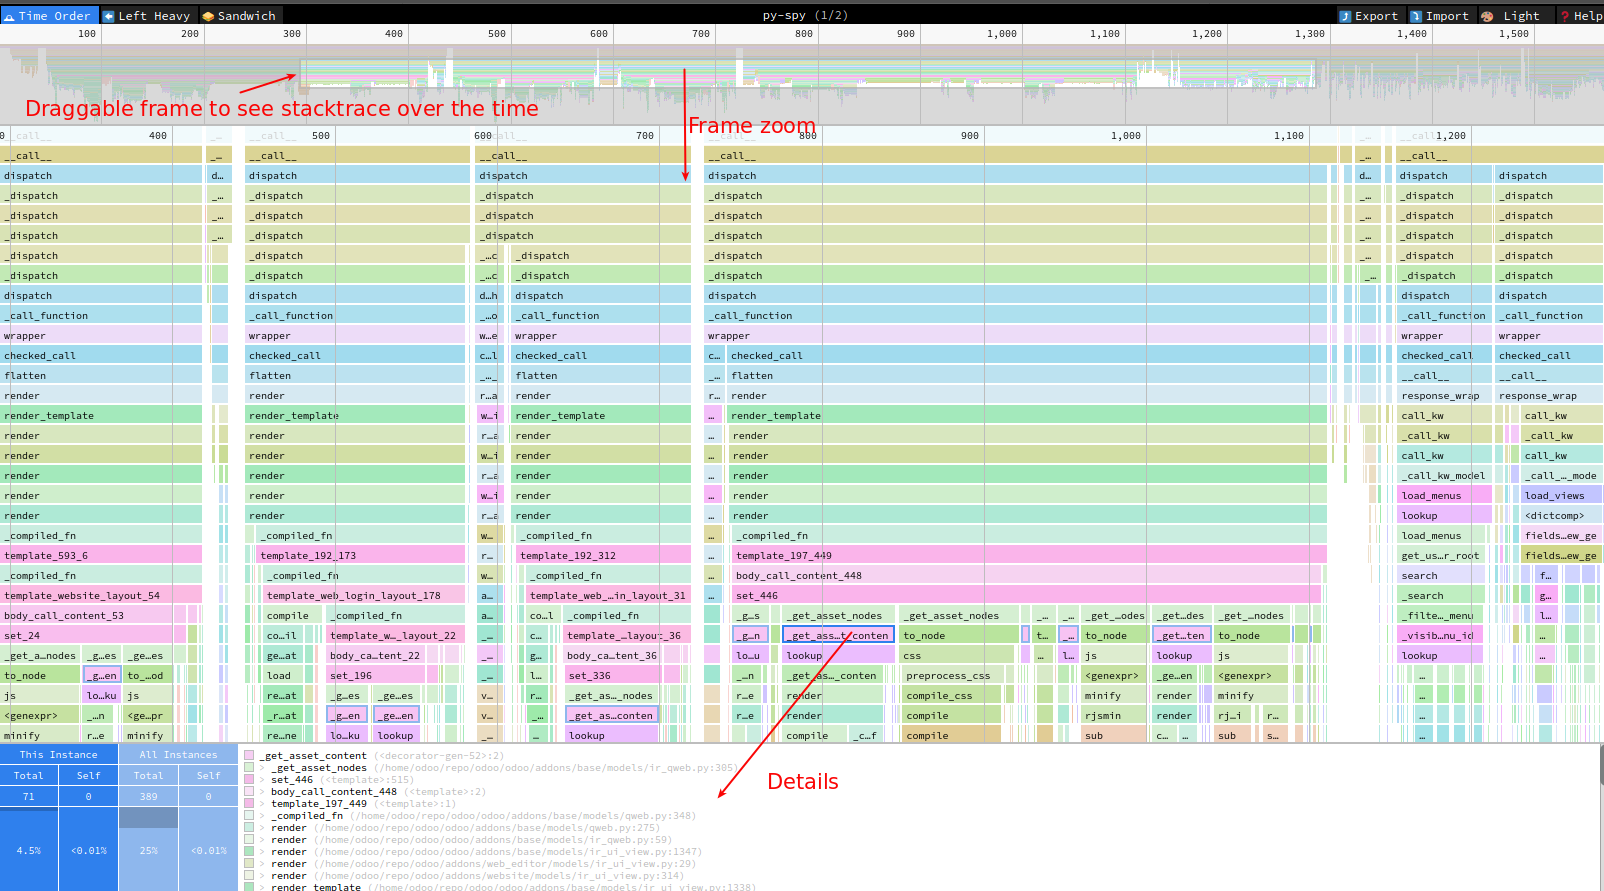 Time Order Left Heavy Sandwich py-spy (1/2) Export Import Light Help
100 200 300 400 500 600 700 800 900 1,000 1,100 1,200 1,300 1,400 1,500
Draggable frame to see stacktrace over the time
Frame zoom
0 400 500 600 700 800 900 1,000 1,100 1,200
__call__ _… __call__ __call__ __call__ _… __call__
dispatch d… dispatch dispatch dispatch d… dispatch dispatch
_dispatch _… _dispatch _dispatch _dispatch _… _dispatch _dispatch
_dispatch _… _dispatch _dispatch _dispatch _… _dispatch _dispatch
_dispatch _… _dispatch _dispatch _dispatch _… _dispatch _dispatch
_dispatch _dispatch _…c _dispatch _dispatch _… _dispatch _dispatch
_dispatch _dispatch _…c _dispatch _dispatch _… _dispatch _dispatch
dispatch dispatch d…h dispatch dispatch dispatch dispatch
_call_function _call_function _…o _call_function _call_function _call_function _call_function
wrapper wrapper w…e wrapper wrapper wrapper wrapper
checked_call checked_call c…l checked_call c… checked_call checked_call checked_call
flatten flatten _…_ flatten _… flatten __call__ __call__
render render r…a render r… render response_wrap response_wrap
render_template render_template w…i render_template … render_template call_kw call_kw
render render r…a render … render _call_kw _call_kw
render render w…i render … render call_kw call_kw
render render r…a render … render _call_kw_model _call_…_mode
render render w…i render … render load_menus load_views
render render r…a render … render lookup <dictcomp>
_compiled_fn _compiled_fn w… _compiled_fn … _compiled_fn load_menus fields…ew_ge
template_593_6 template_192_173 r… template_192_312 … template_197_449 get_us…r_root fields…ew_ge
_compiled_fn _compiled_fn w… _compiled_fn … body_call_content_448 search f…
template_website_layout_54 template_web_login_layout_178 a… template_web_…in_layout_31 … set_446 _search g…
body_call_content_53 compile _compiled_fn a… co…l _compiled_fn _g…s _get_asset_nodes _get_asset_nodes _… _… _get_…odes _get…des _get_…nodes _filte…_menu l…
set_24 co…il template_w…_layout_22 _… c… template_…layout_36 _g…n _get_ass…t_conten to_node t… _… to_node _get…ten to_node _visib…nu_id …
_get_a…nodes _g…es _ge…es ge…at body_ca…tent_22 _… g… body_ca…tent_36 lo…u lookup css … l… js lookup js lookup …
to_node _g…en to_…od load set_196 _… l… set_336 _…n _get_as…_conten preprocess_css <genexpr> _ge…en <genexpr> …
js lo…ku js re…at _g…es _ge…es v… r… _get_as…_nodes r…e render compile_css minify render minify …
<genexpr> _…n <ge…pr _r…at _g…en _ge…en v… _… _get_as…conten r…e render compile rjsmin render rj…i r… …
minify r…e minify re…ne lo…ku lookup v… … lookup compile _c…f compile sub c… … sub s… … …
This Instance All Instances
Total Self Total Self
71 0 389 0
4.5% <0.01% 25% <0.01%
_get_asset_content (<decorator-gen-52>:2)
> _get_asset_nodes (/home/odoo/repo/odoo/odoo/addons/base/models/ir_qweb.py:305)
> set_446 (<template>:515)
> body_call_content_448 (<template>:2)
> template_197_449 (<template>:1)
> _compiled_fn (/home/odoo/repo/odoo/odoo/addons/base/models/qweb.py:348)
> render (/home/odoo/repo/odoo/odoo/addons/base/models/qweb.py:275)
> render (/home/odoo/repo/odoo/odoo/addons/base/models/ir_qweb.py:59)
> render (/home/odoo/repo/odoo/odoo/addons/base/models/ir_ui_view.py:1347)
> render (/home/odoo/repo/odoo/addons/web_editor/models/ir_ui_view.py:29)
> render (/home/odoo/repo/odoo/addons/website/models/ir_ui_view.py:314)
> render_template (/home/odoo/repo/odoo/odoo/addons/base/models/ir_ui_view.py:1338)
Details